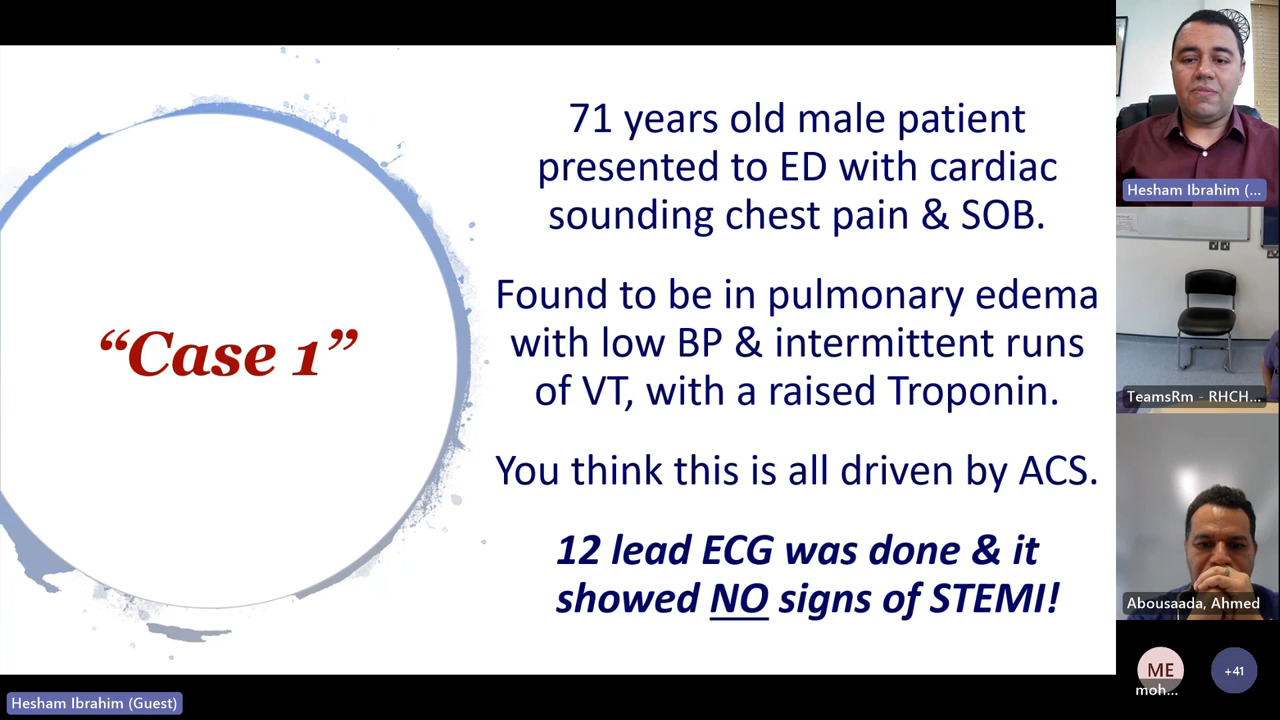 “Case 1”
71 years old male patient
presented to ED with cardiac
sounding chest pain & SOB.
Found to be in pulmonary edema
with low BP & intermittent runs
of VT, with a raised Troponin.
You think this is all driven by ACS.
12 lead ECG was done & it
showed NO signs of STEMI!
Hesham Ibrahim (...
TeamsRm - RHCH...
Abousaada, Ahmed
ME
moh...
+41
Hesham Ibrahim (Guest)